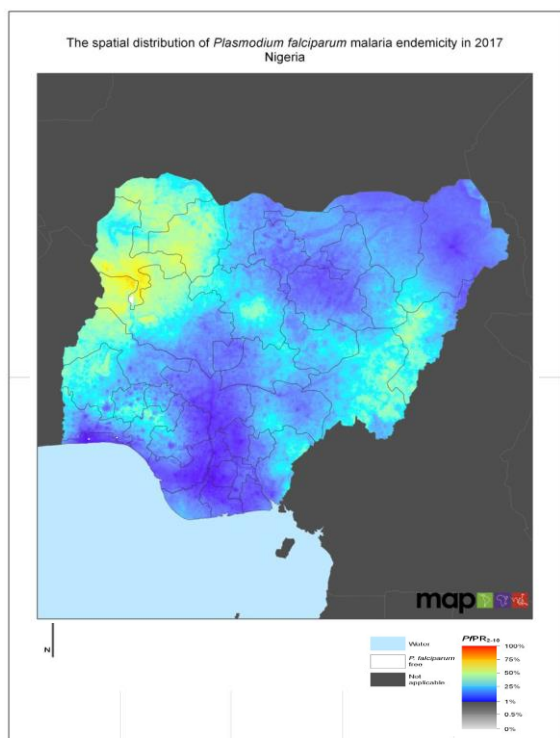 The spatial distribution of Plasmodium falciparum malaria endemicity in 2017
Nigeria
map
N
Water
P. falciparum
free
Not
applicable
PfPR2-10
100%
75%
50%
25%
1%
0.5%
0%